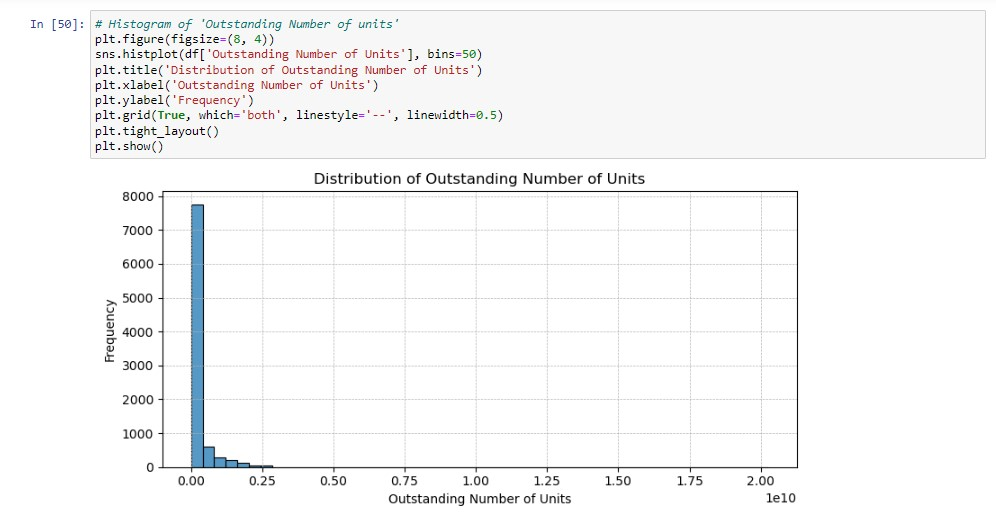 In [50]: # Histogram of 'Outstanding Number of units'
plt.figure(figsize=(8, 4))
sns.histplot(df['Outstanding Number of Units'], bins=50)
plt.title('Distribution of Outstanding Number of Units')
plt.xlabel('Outstanding Number of Units')
plt.ylabel('Frequency')
plt.grid(True, which='both', linestyle='--', linewidth=0.5)
plt.tight_layout()
plt.show()
Distribution of Outstanding Number of Units
8000
7000
6000
5000
4000
3000
2000
1000
0
Frequency
0.00 0.25 0.50 0.75 1.00 1.25 1.50 1.75 2.00
Outstanding Number of Units
1e10